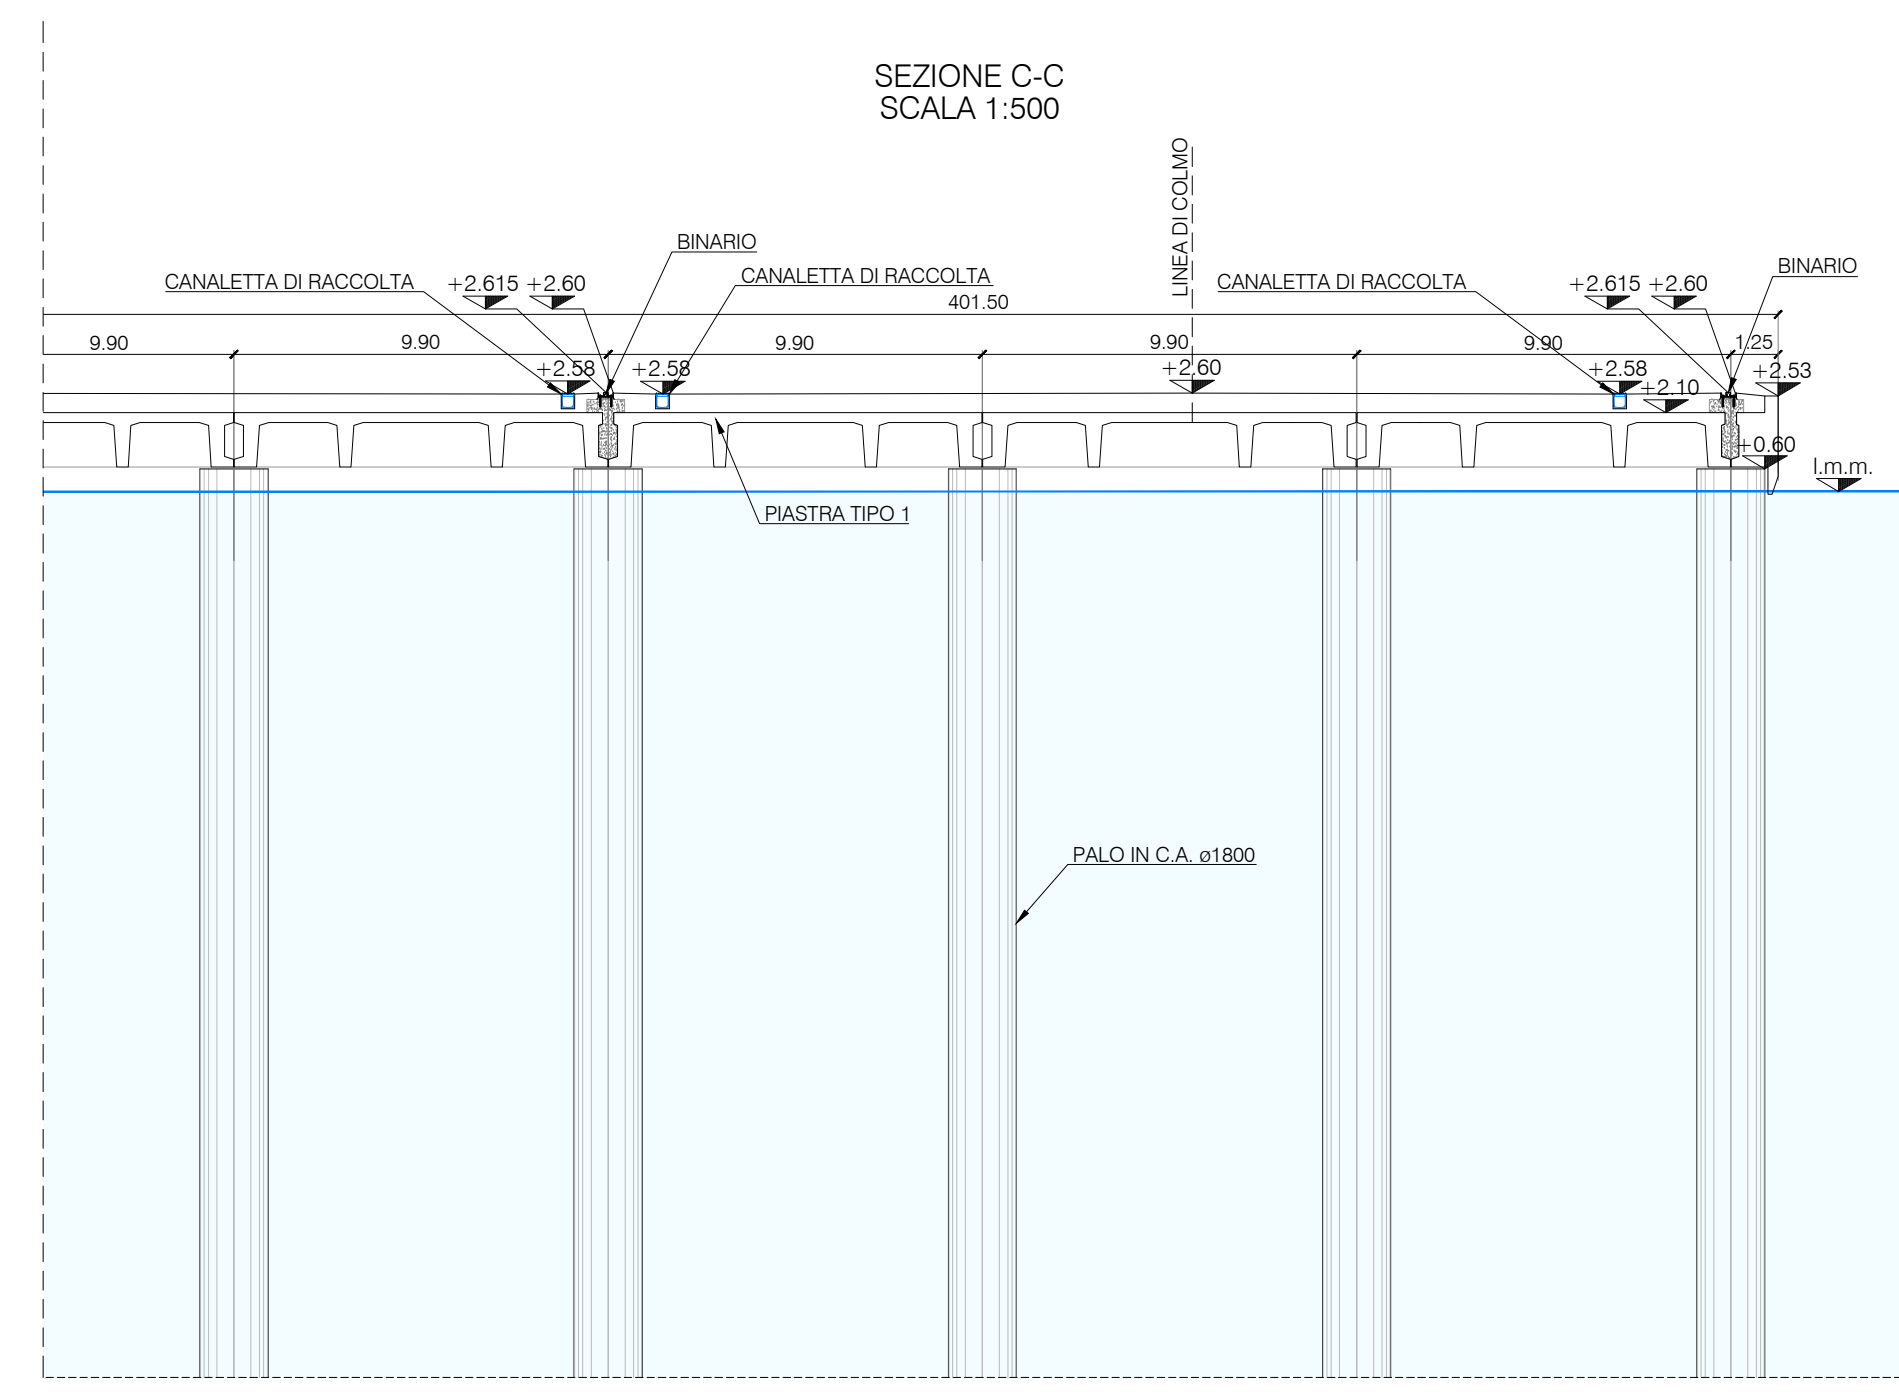 SEZIONE C-C
SCALA 1:500
LINEA DI COLMO
BINARIO
CANALETTA DI RACCOLTA
+2.615
+2.60
CANALETTA DI RACCOLTA
CANALETTA DI RACCOLTA
+2.615
+2.60
BINARIO
401.50
9.90
9.90
9.90
9.90
9.90
1.25
+2.58
+2.58
+2.60
+2.58
+2.10
+2.53
+0.60
l.m.m.
PIASTRA TIPO 1
PALO IN C.A. ø1800